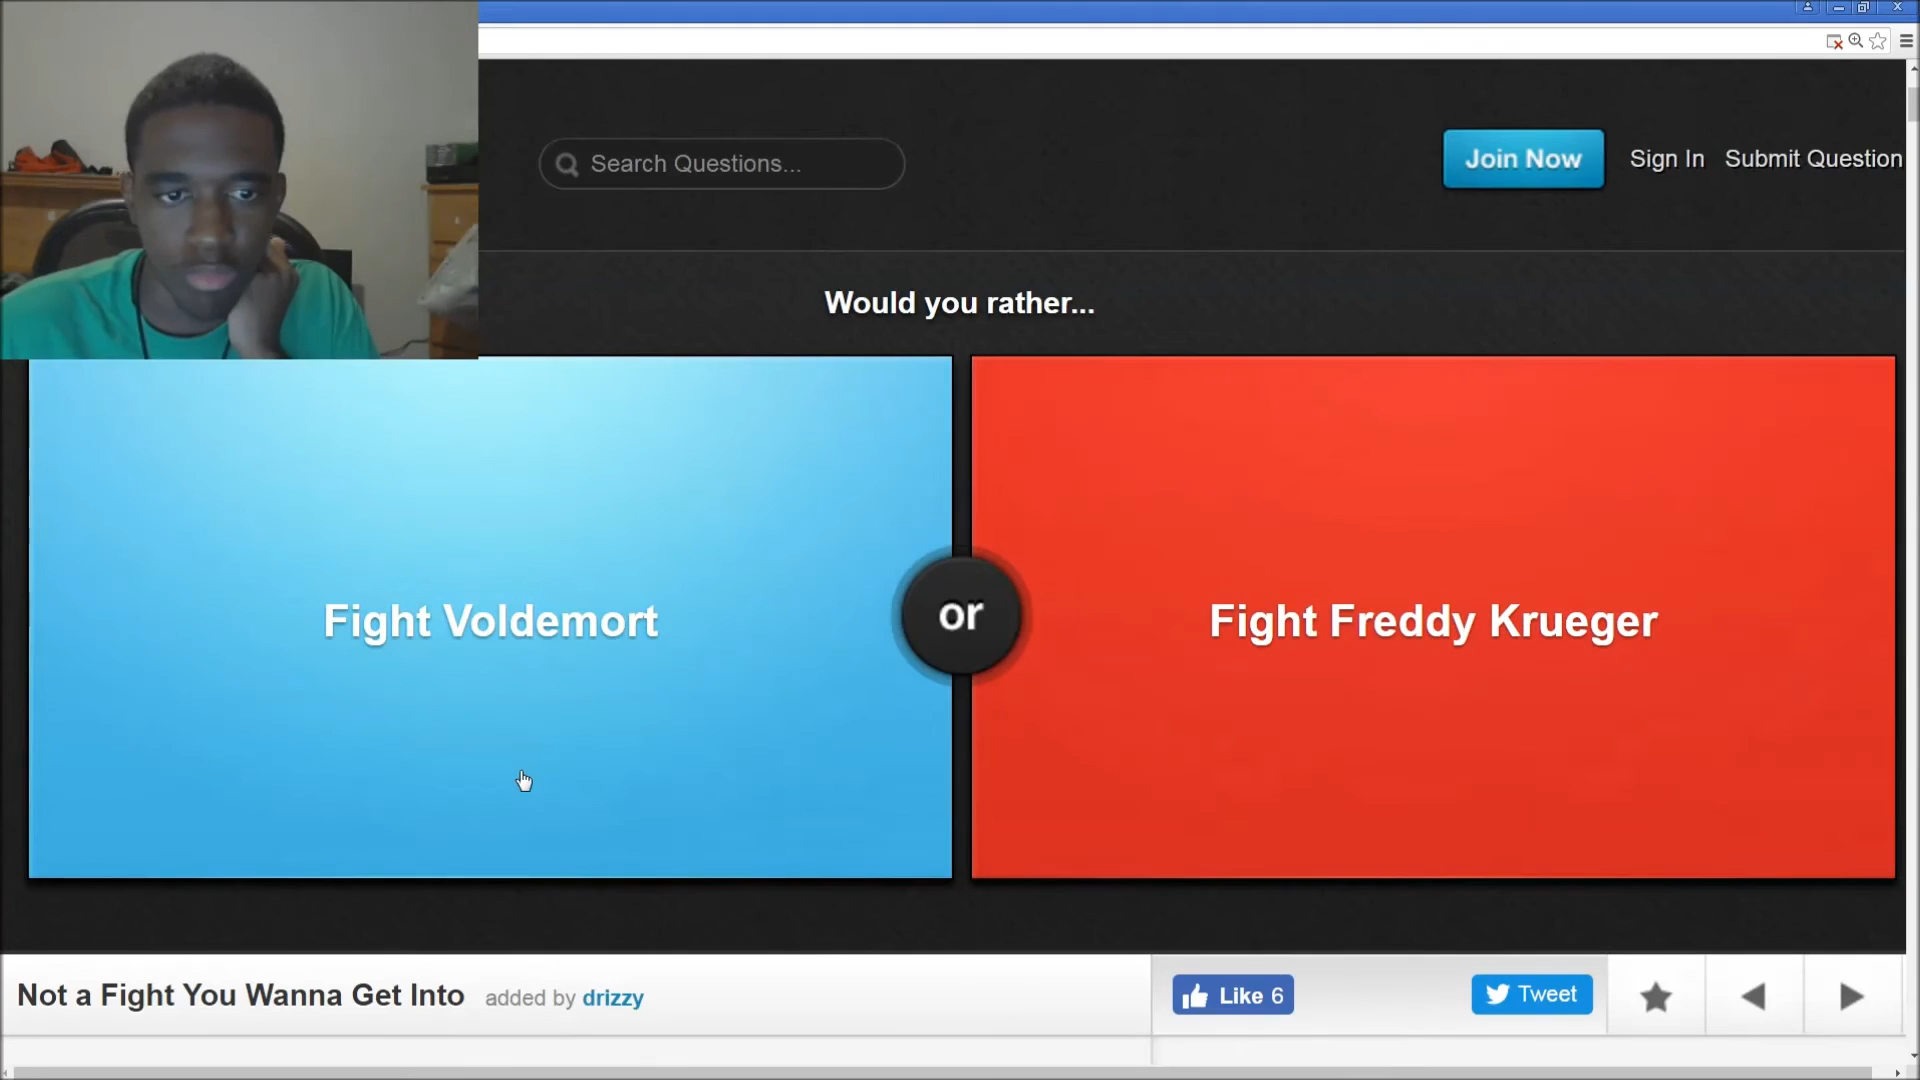 Search Questions...
Join Now
Sign In
Submit Question
Would you rather...
Fight Voldemort
or
Fight Freddy Krueger
Not a Fight You Wanna Get Into added by drizzy
Like 6
Tweet